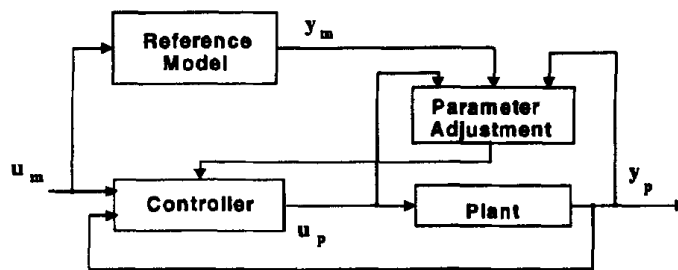 Reference
Model
y_m
Parameter
Adjustment
u_m
Controller
u_p
Plant
y_p